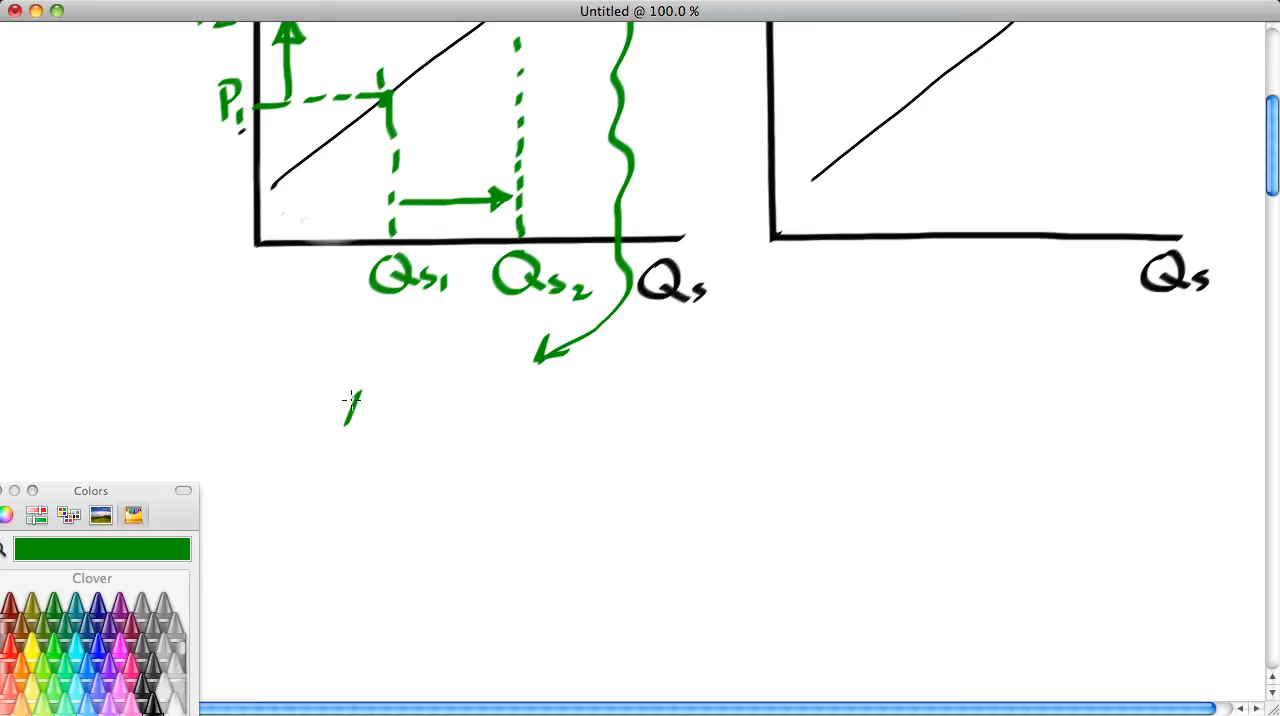 Untitled @ 100.0 %
P₁
Qs₁ Qs₂ Qs Qs
Colors
Clover